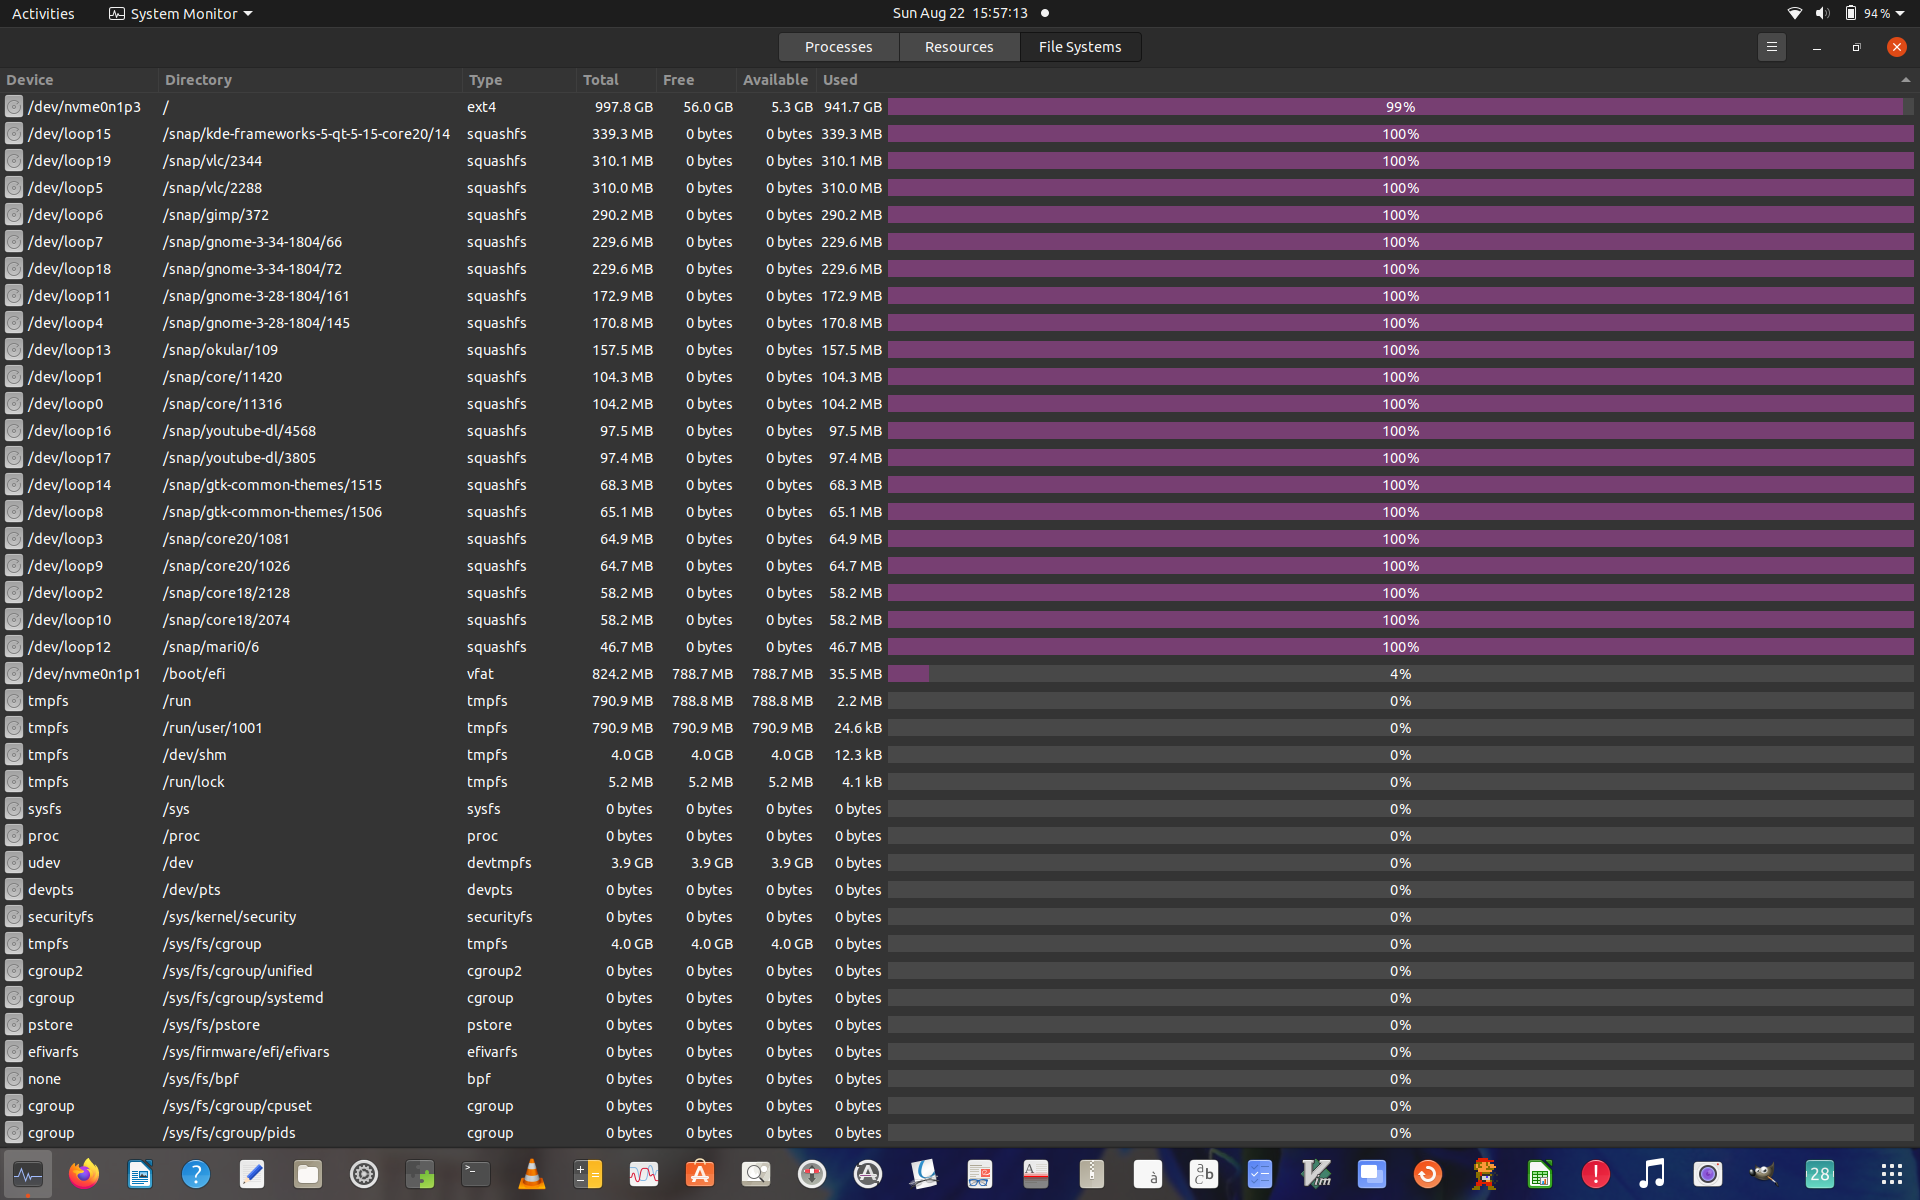 Activities System Monitor Sun Aug 22 15:57:13 94%
Processes Resources File Systems
Device Directory Type Total Free Available Used
/dev/nvme0n1p3 / ext4 997.8 GB 56.0 GB 5.3 GB 941.7 GB 99%
/dev/loop15 /snap/kde-frameworks-5-qt-5-15-core20/14 squashfs 339.3 MB 0 bytes 0 bytes 339.3 MB 100%
/dev/loop19 /snap/vlc/2344 squashfs 310.1 MB 0 bytes 0 bytes 310.1 MB 100%
/dev/loop5 /snap/vlc/2288 squashfs 310.0 MB 0 bytes 0 bytes 310.0 MB 100%
/dev/loop6 /snap/gimp/372 squashfs 290.2 MB 0 bytes 0 bytes 290.2 MB 100%
/dev/loop7 /snap/gnome-3-34-1804/66 squashfs 229.6 MB 0 bytes 0 bytes 229.6 MB 100%
/dev/loop18 /snap/gnome-3-34-1804/72 squashfs 229.6 MB 0 bytes 0 bytes 229.6 MB 100%
/dev/loop11 /snap/gnome-3-28-1804/161 squashfs 172.9 MB 0 bytes 0 bytes 172.9 MB 100%
/dev/loop4 /snap/gnome-3-28-1804/145 squashfs 170.8 MB 0 bytes 0 bytes 170.8 MB 100%
/dev/loop13 /snap/okular/109 squashfs 157.5 MB 0 bytes 0 bytes 157.5 MB 100%
/dev/loop1 /snap/core/11420 squashfs 104.3 MB 0 bytes 0 bytes 104.3 MB 100%
/dev/loop0 /snap/core/11316 squashfs 104.2 MB 0 bytes 0 bytes 104.2 MB 100%
/dev/loop16 /snap/youtube-dl/4568 squashfs 97.5 MB 0 bytes 0 bytes 97.5 MB 100%
/dev/loop17 /snap/youtube-dl/3805 squashfs 97.4 MB 0 bytes 0 bytes 97.4 MB 100%
/dev/loop14 /snap/gtk-common-themes/1515 squashfs 68.3 MB 0 bytes 0 bytes 68.3 MB 100%
/dev/loop8 /snap/gtk-common-themes/1506 squashfs 65.1 MB 0 bytes 0 bytes 65.1 MB 100%
/dev/loop3 /snap/core20/1081 squashfs 64.9 MB 0 bytes 0 bytes 64.9 MB 100%
/dev/loop9 /snap/core20/1026 squashfs 64.7 MB 0 bytes 0 bytes 64.7 MB 100%
/dev/loop2 /snap/core18/2128 squashfs 58.2 MB 0 bytes 0 bytes 58.2 MB 100%
/dev/loop10 /snap/core18/2074 squashfs 58.2 MB 0 bytes 0 bytes 58.2 MB 100%
/dev/loop12 /snap/mari0/6 squashfs 46.7 MB 0 bytes 0 bytes 46.7 MB 100%
/dev/nvme0n1p1 /boot/efi vfat 824.2 MB 788.7 MB 788.7 MB 35.5 MB 4%
tmpfs /run tmpfs 790.9 MB 788.8 MB 788.8 MB 2.2 MB 0%
tmpfs /run/user/1001 tmpfs 790.9 MB 790.9 MB 790.9 MB 24.6 kB 0%
tmpfs /dev/shm tmpfs 4.0 GB 4.0 GB 4.0 GB 12.3 kB 0%
tmpfs /run/lock tmpfs 5.2 MB 5.2 MB 5.2 MB 4.1 kB 0%
sysfs /sys sysfs 0 bytes 0 bytes 0 bytes 0 bytes 0%
proc /proc proc 0 bytes 0 bytes 0 bytes 0 bytes 0%
udev /dev devtmpfs 3.9 GB 3.9 GB 3.9 GB 0 bytes 0%
devpts /dev/pts devpts 0 bytes 0 bytes 0 bytes 0 bytes 0%
securityfs /sys/kernel/security securityfs 0 bytes 0 bytes 0 bytes 0 bytes 0%
tmpfs /sys/fs/cgroup tmpfs 4.0 GB 4.0 GB 4.0 GB 0 bytes 0%
cgroup2 /sys/fs/cgroup/unified cgroup2 0 bytes 0 bytes 0 bytes 0 bytes 0%
cgroup /sys/fs/cgroup/systemd cgroup 0 bytes 0 bytes 0 bytes 0 bytes 0%
pstore /sys/fs/pstore pstore 0 bytes 0 bytes 0 bytes 0 bytes 0%
efivarfs /sys/firmware/efi/efivars efivarfs 0 bytes 0 bytes 0 bytes 0 bytes 0%
none /sys/fs/bpf bpf 0 bytes 0 bytes 0 bytes 0 bytes 0%
cgroup /sys/fs/cgroup/cpuset cgroup 0 bytes 0 bytes 0 bytes 0 bytes 0%
cgroup /sys/fs/cgroup/pids cgroup 0 bytes 0 bytes 0 bytes 0 bytes 0%
28